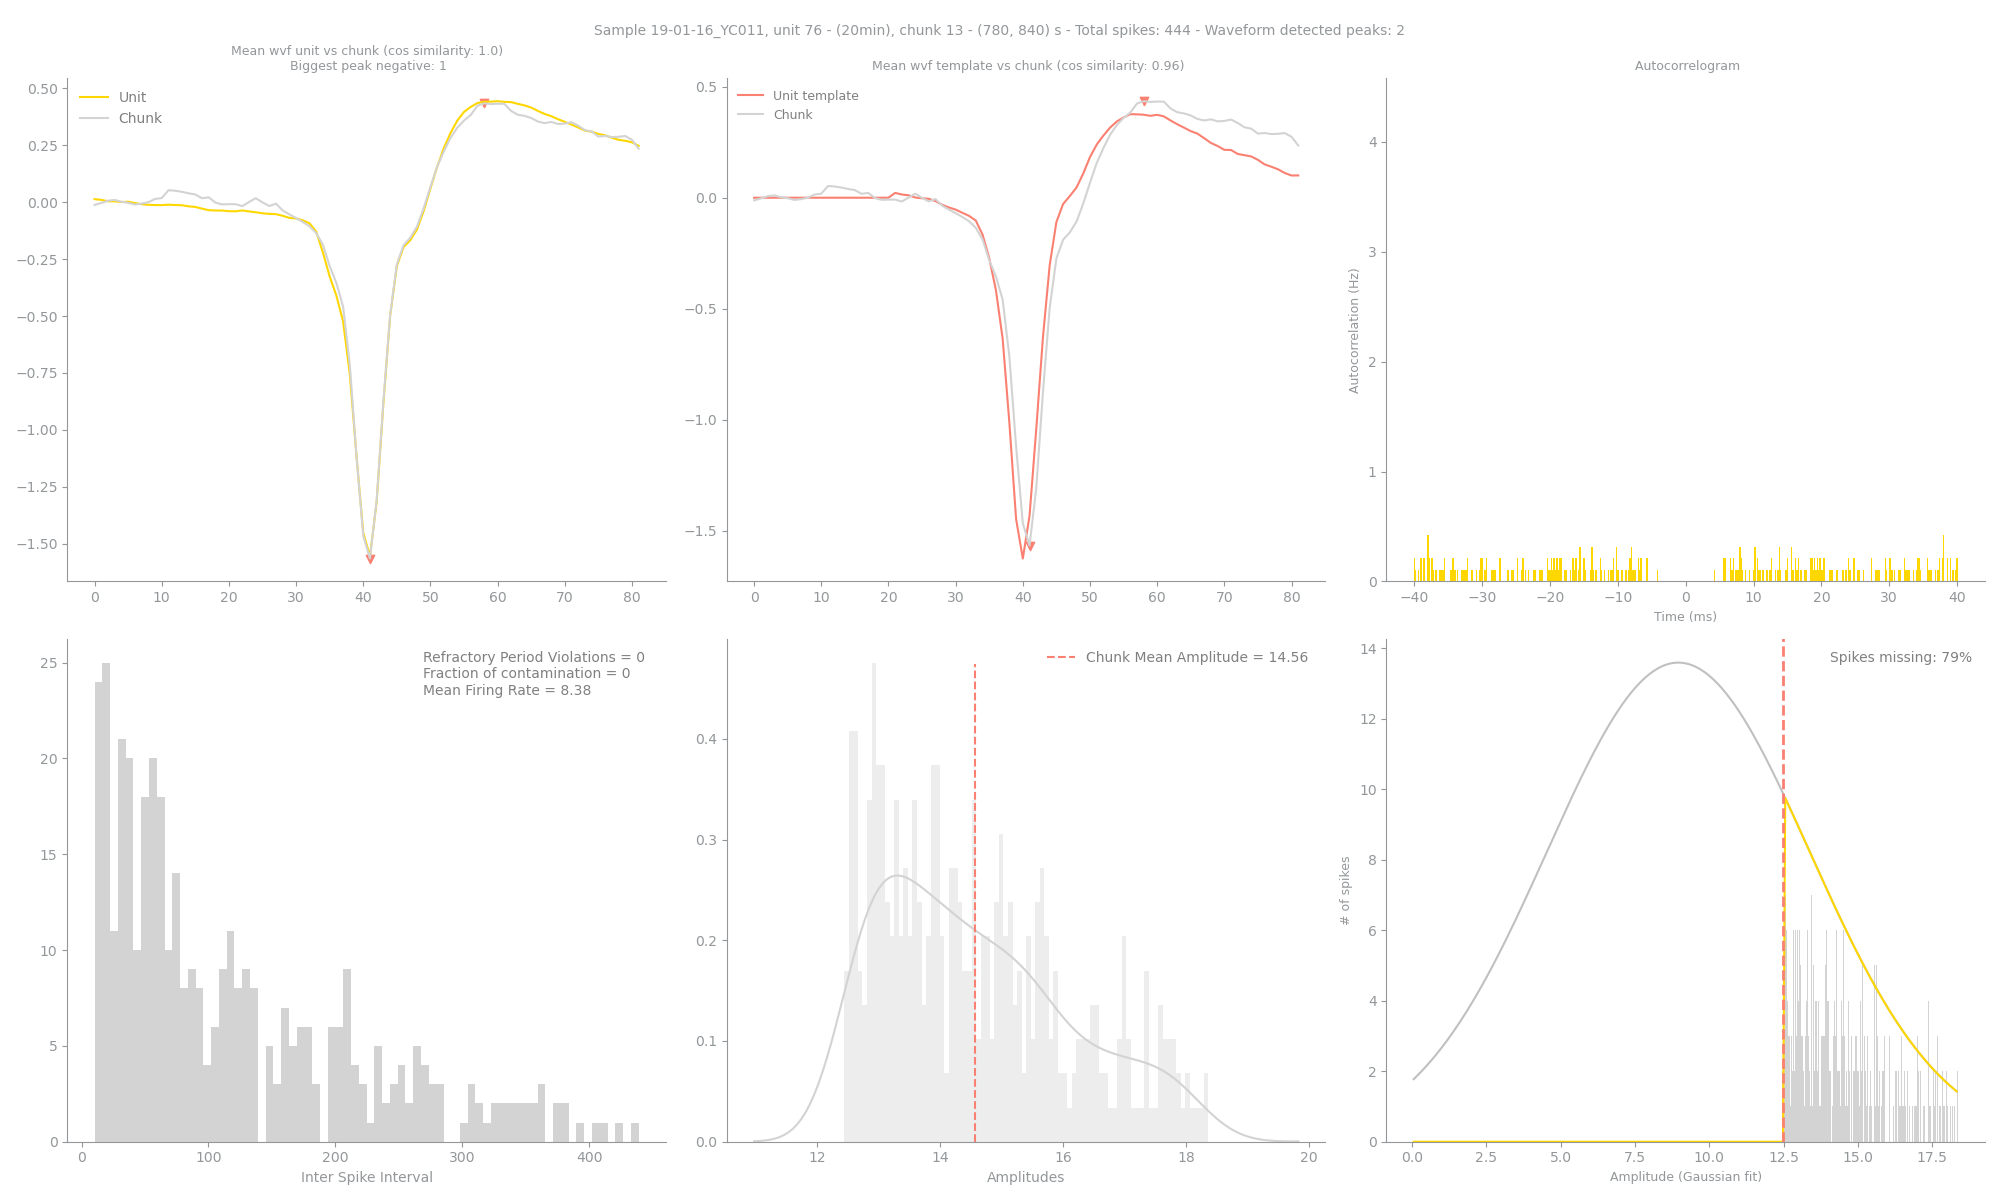 Sample 19-01-16_YC011, unit 76 - (20min), chunk 13 - (780, 840) s - Total spikes: 444 - Waveform detected peaks: 2
Mean wvf unit vs chunk (cos similarity: 1.0)
Biggest peak negative: 1
Unit
Chunk
0.50
0.25
0.00
−0.25
−0.50
−0.75
−1.00
−1.25
−1.50
0 10 20 30 40 50 60 70 80
Mean wvf template vs chunk (cos similarity: 0.96)
Unit template
Chunk
0.5
0.0
−0.5
−1.0
−1.5
0 10 20 30 40 50 60 70 80
Autocorrelogram
Autocorrelation (Hz)
4
3
2
1
0
−40 −30 −20 −10 0 10 20 30 40
Time (ms)
Refractory Period Violations = 0
Fraction of contamination = 0
Mean Firing Rate = 8.38
25
20
15
10
5
0
0 100 200 300 400
Inter Spike Interval
Chunk Mean Amplitude = 14.56
0.4
0.3
0.2
0.1
0.0
12 14 16 18 20
Amplitudes
Spikes missing: 79%
# of spikes
14
12
10
8
6
4
2
0
0.0 2.5 5.0 7.5 10.0 12.5 15.0 17.5
Amplitude (Gaussian fit)